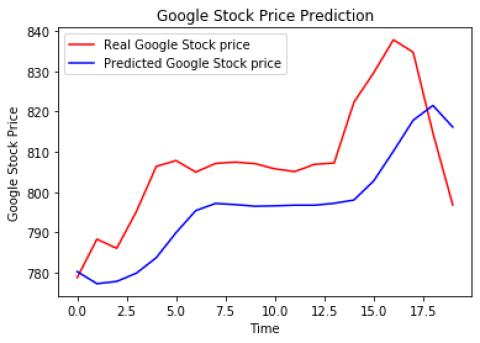 Google Stock Price Prediction
Real Google Stock price
Predicted Google Stock price
Google Stock Price
840
830
820
810
800
790
780
0.0 2.5 5.0 7.5 10.0 12.5 15.0 17.5
Time